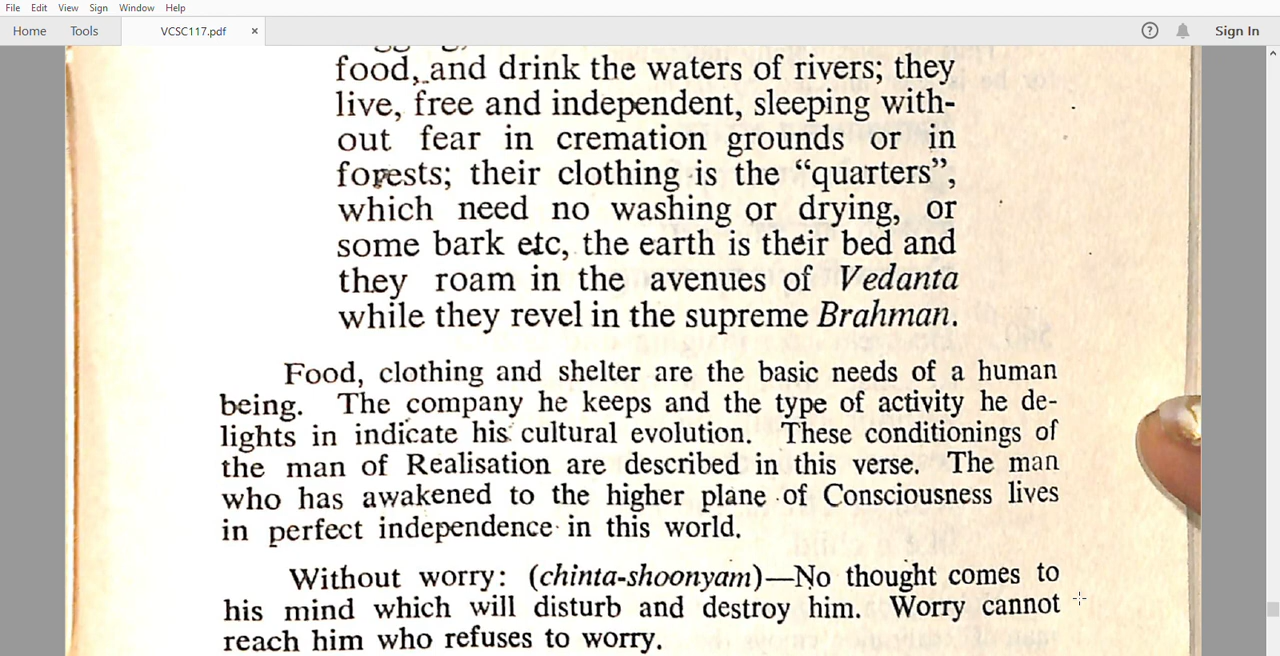 File Edit View Sign Window Help
Home Tools VCSC117.pdf × ? Sign In
food, and drink the waters of rivers; they
live, free and independent, sleeping with-
out fear in cremation grounds or in
forests; their clothing is the “quarters”,
which need no washing or drying, or
some bark etc, the earth is their bed and
they roam in the avenues of Vedanta
while they revel in the supreme Brahman.
Food, clothing and shelter are the basic needs of a human
being. The company he keeps and the type of activity he de-
lights in indicate his cultural evolution. These conditionings of
the man of Realisation are described in this verse. The man
who has awakened to the higher plane of Consciousness lives
in perfect independence in this world.
Without worry: (chinta-shoonyam)—No thought comes to
his mind which will disturb and destroy him. Worry cannot
reach him who refuses to worry.